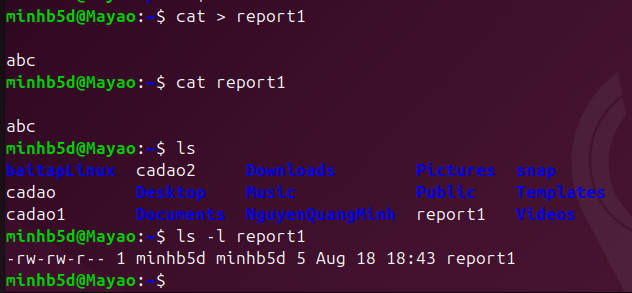 minhb5d@Mayao:~$ cat > report1
abc
minhb5d@Mayao:~$ cat report1
abc
minhb5d@Mayao:~$ ls
baitapLinux cadao2 Downloads Pictures snap
cadao Desktop Music Public Templates
cadao1 Documents NguyenQuangMinh report1 Videos
minhb5d@Mayao:~$ ls -l report1
-rw-rw-r-- 1 minhb5d minhb5d 5 Aug 18 18:43 report1
minhb5d@Mayao:~$